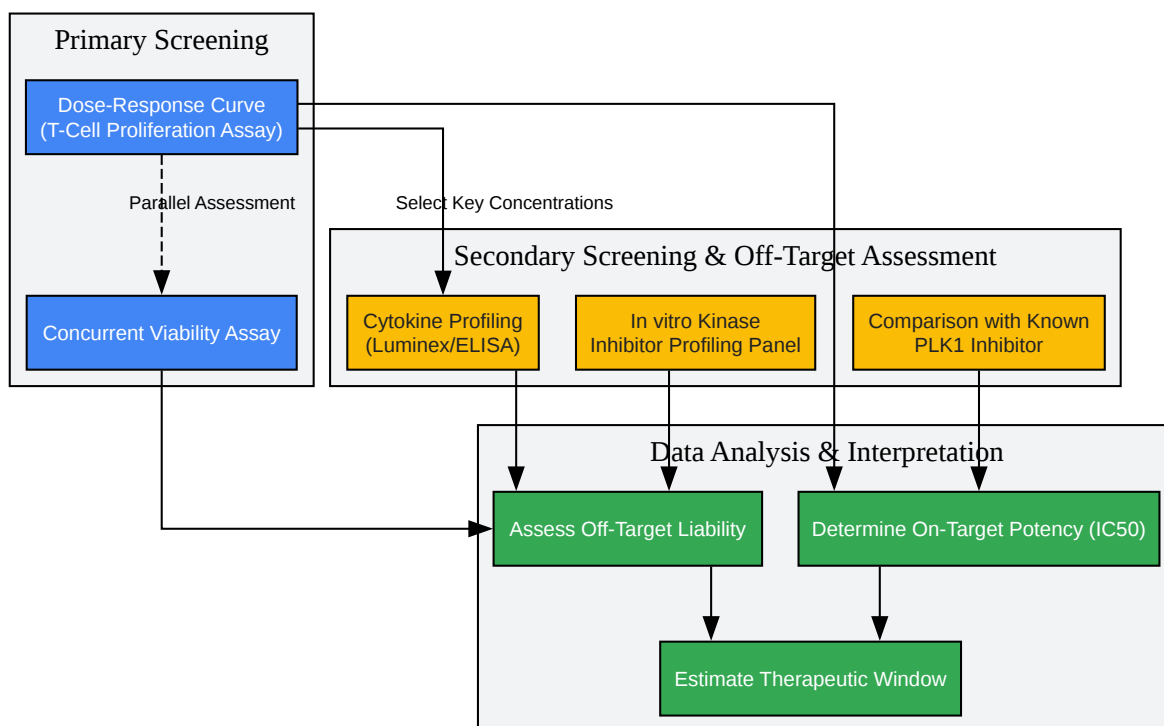 Primary Screening
Dose-Response Curve
(T-Cell Proliferation Assay)
Parallel Assessment
Select Key Concentrations
Secondary Screening & Off-Target Assessment
Concurrent Viability Assay
Cytokine Profiling
(Luminex/ELISA)
In vitro Kinase
Inhibitor Profiling Panel
Comparison with Known
PLK1 Inhibitor
Data Analysis & Interpretation
Assess Off-Target Liability
Determine On-Target Potency (IC50)
Estimate Therapeutic Window